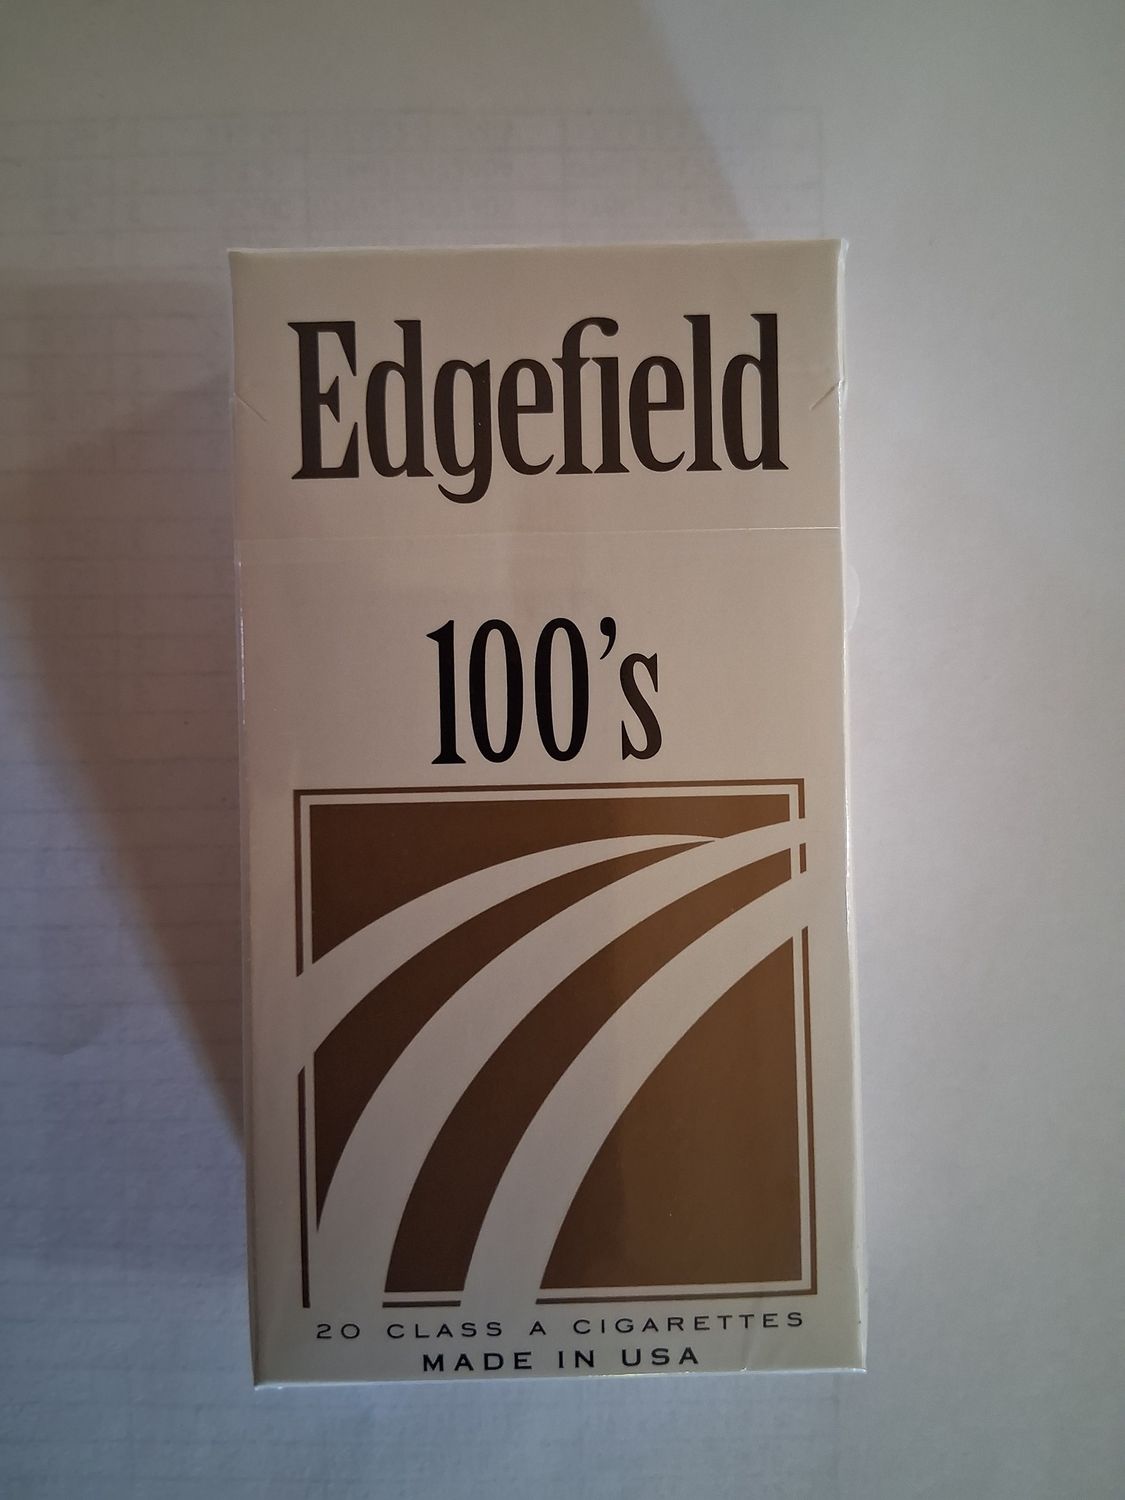 Edgefield
100's
20 CLASS A CIGARETTES
MADE IN USA